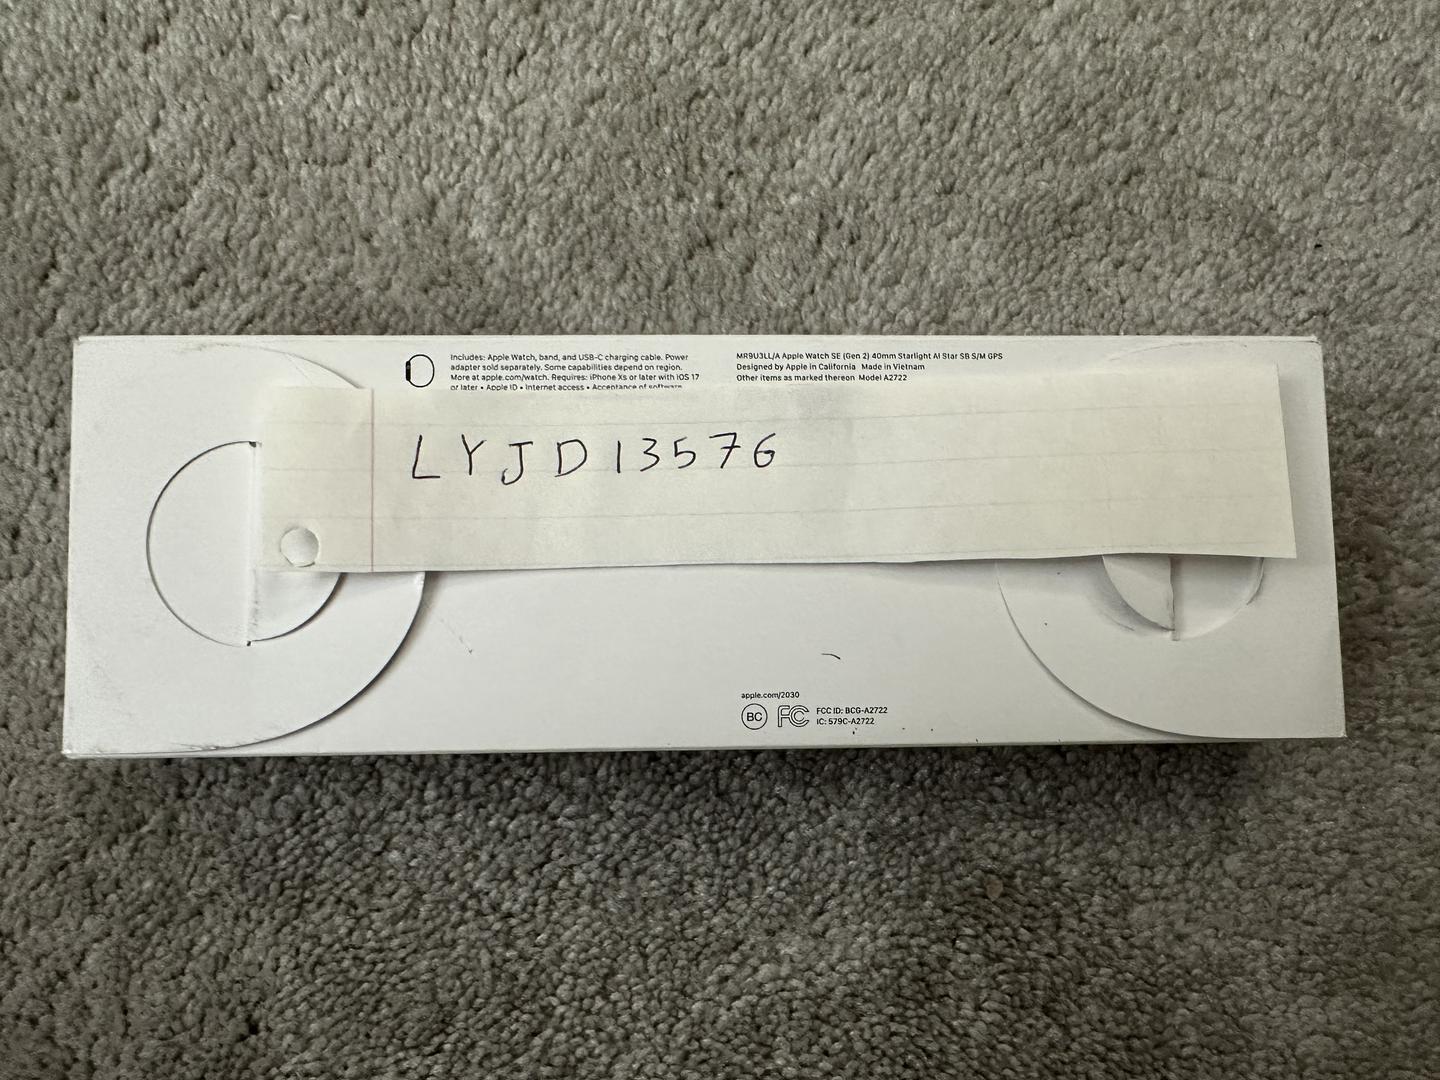 Includes: Apple Watch, band, and USB-C charging cable. Power
adapter sold separately. Some capabilities depend on region.
More at apple.com/watch. Requires: iPhone Xs or later with iOS 17
or later • Apple ID • Internet access • Acceptance of software
MR9U3LL/A Apple Watch SE (Gen 2) 40mm Starlight Al Star SB S/M GPS
Designed by Apple in California Made in Vietnam
Other items as marked thereon Model A2722
LYJD13576
apple.com/2030
BC FC FCC ID: BCG-A2722
IC: 579C-A2722